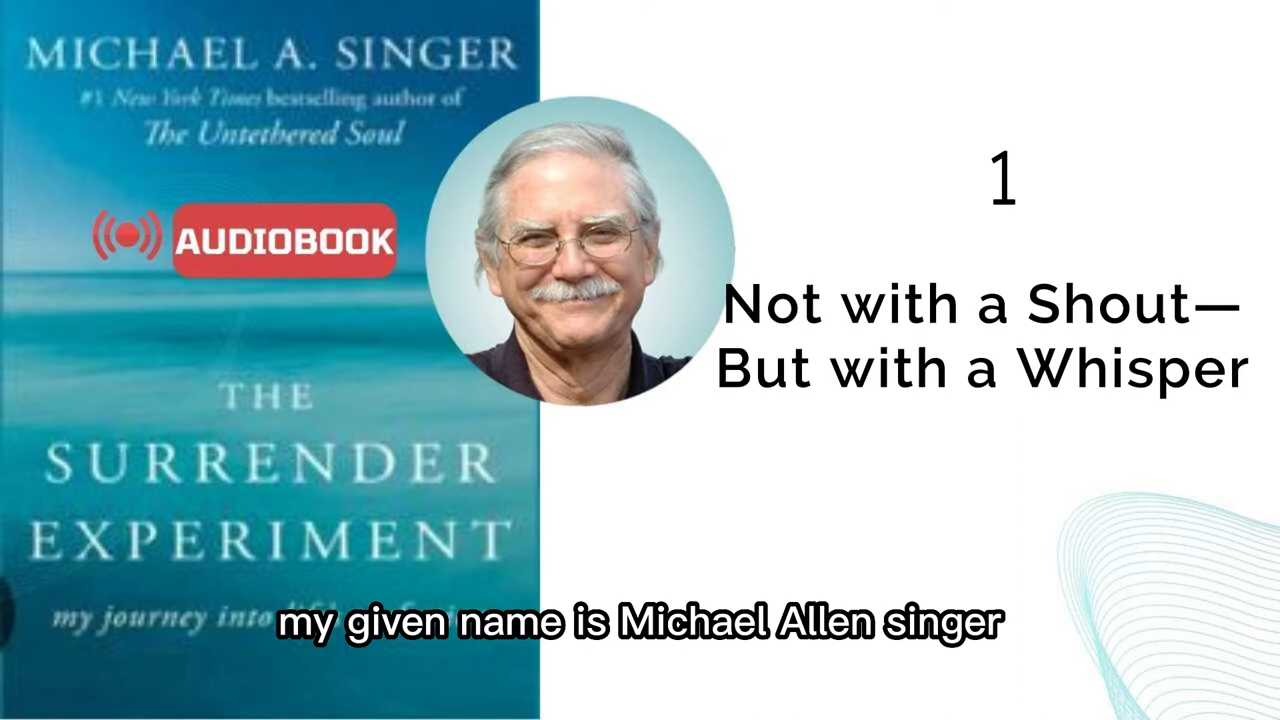 MICHAEL A. SINGER
#1 New York Times bestselling author of
The Untethered Soul
AUDIOBOOK
THE
SURRENDER
EXPERIMENT
my journey into
1
Not with a Shout—
But with a Whisper
my given name is Michael Allen singer